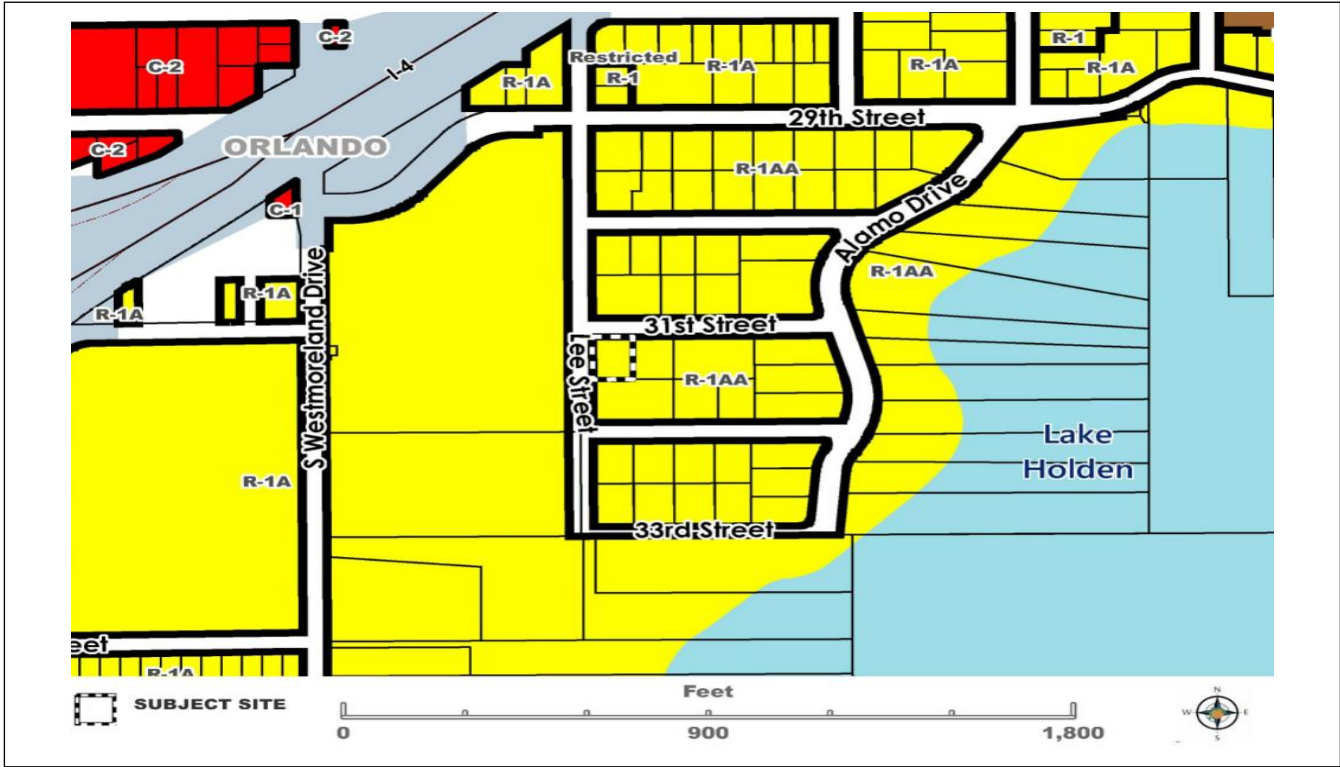 C-2
C-2
I-4
R-1A
Restricted
R-1
R-1A
R-1A
R-1
R-1A
29th Street
C-2
ORLANDO
R-1AA
C-1
Alamo Drive
R-1AA
R-1A
R-1A
S Westmoreland Drive
31st Street
Lee Street
R-1AA
Lake
Holden
R-1A
33rd Street
eet
R-1A
SUBJECT SITE
Feet
0
900
1,800
N
W
E
S